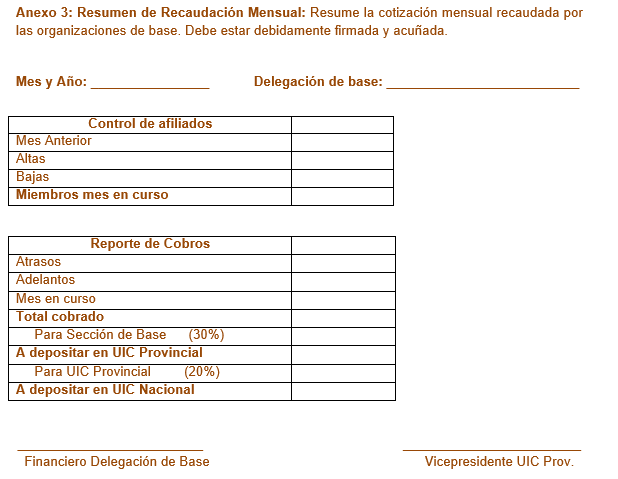 Anexo 3: Resumen de Recaudación Mensual: Resume la cotización mensual recaudada por
las organizaciones de base. Debe estar debidamente firmada y acuñada.
Mes y Año: ________________ Delegación de base: __________________________
Control de afiliados
Mes Anterior
Altas
Bajas
Miembros mes en curso
Reporte de Cobros
Atrasos
Adelantos
Mes en curso
Total cobrado
Para Sección de Base (30%)
A depositar en UIC Provincial
Para UIC Provincial (20%)
A depositar en UIC Nacional
_________________________ ________________________
Financiero Delegación de Base Vicepresidente UIC Prov.